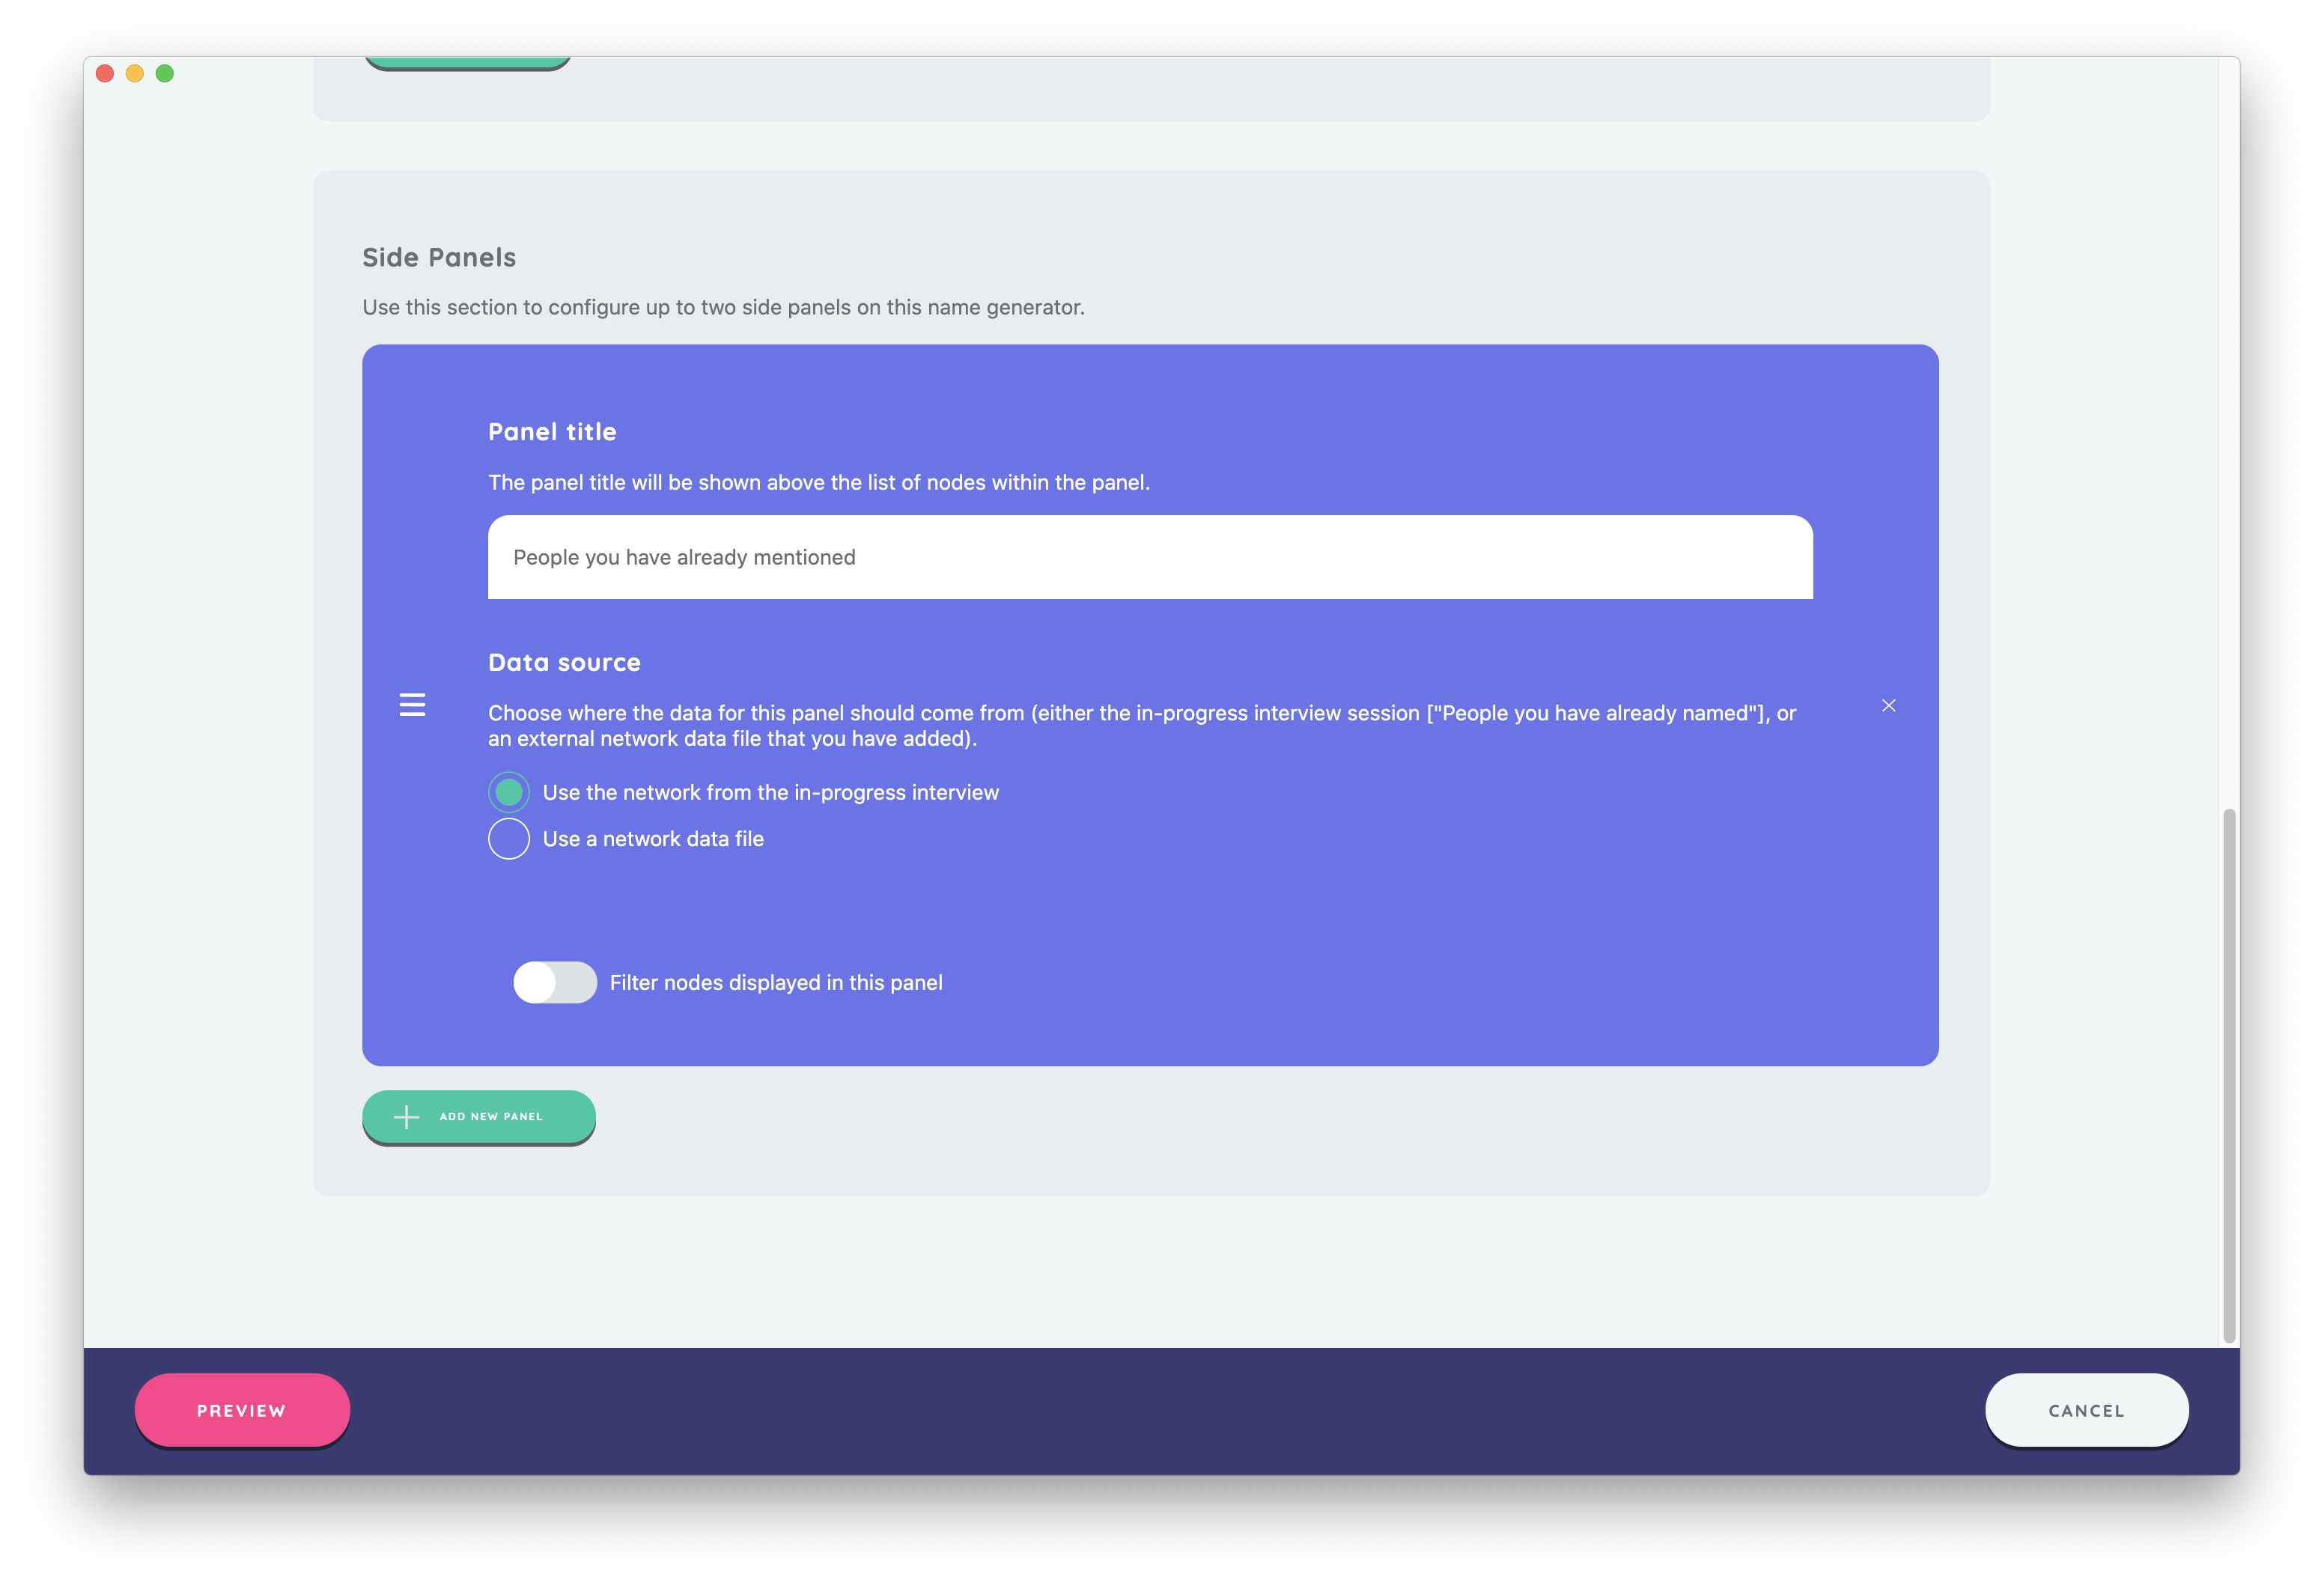 Side Panels
Use this section to configure up to two side panels on this name generator.
Panel title
The panel title will be shown above the list of nodes within the panel.
People you have already mentioned
Data source
Choose where the data for this panel should come from (either the in-progress interview session ["People you have already named"], or
an external network data file that you have added).
Use the network from the in-progress interview
Use a network data file
Filter nodes displayed in this panel
ADD NEW PANEL
PREVIEW
CANCEL